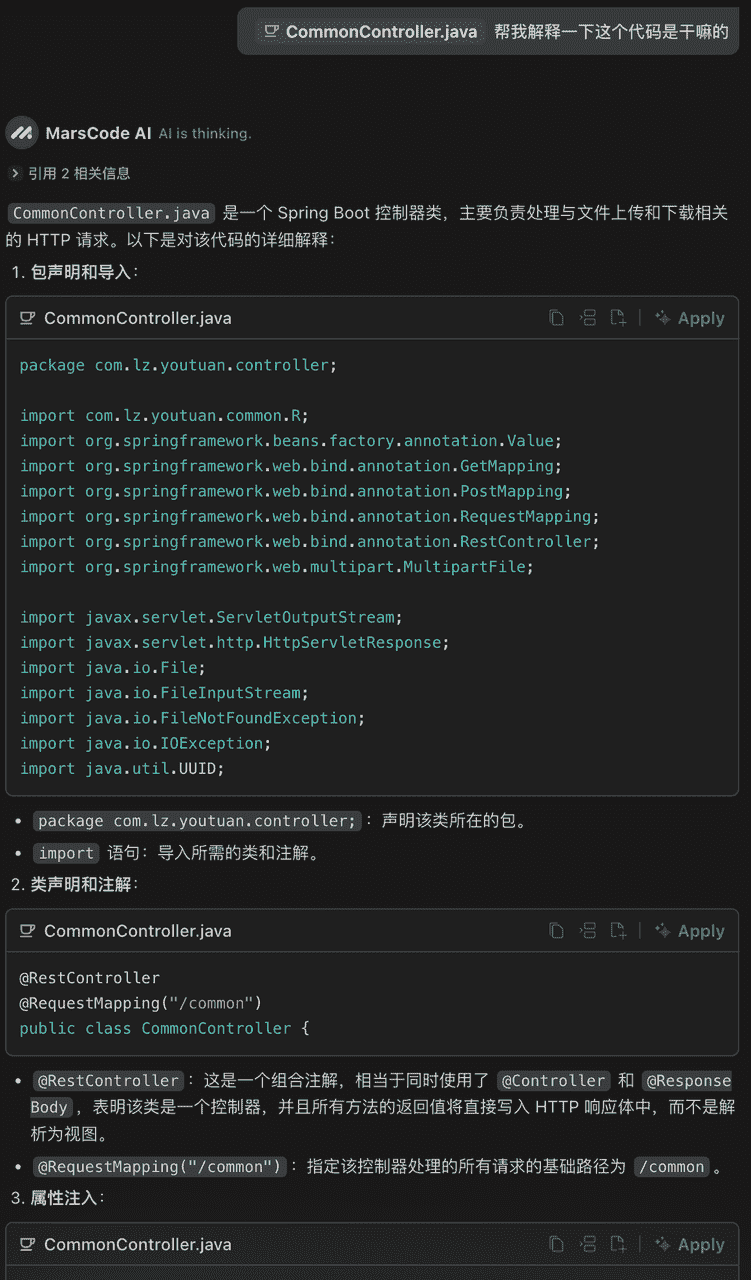 CommonController.java 帮我解释一下这个代码是干嘛的
MarsCode AI AI is thinking.
引用 2 相关信息
CommonController.java 是一个 Spring Boot 控制器类，主要负责处理与文件上传和下载相关
的 HTTP 请求。以下是对该代码的详细解释：
1. 包声明和导入：
CommonController.java Apply
package com.lz.youtuan.controller;
import com.lz.youtuan.common.R;
import org.springframework.beans.factory.annotation.Value;
import org.springframework.web.bind.annotation.GetMapping;
import org.springframework.web.bind.annotation.PostMapping;
import org.springframework.web.bind.annotation.RequestMapping;
import org.springframework.web.bind.annotation.RestController;
import org.springframework.web.multipart.MultipartFile;
import javax.servlet.ServletOutputStream;
import javax.servlet.http.HttpServletResponse;
import java.io.File;
import java.io.FileInputStream;
import java.io.FileNotFoundException;
import java.io.IOException;
import java.util.UUID;
• package com.lz.youtuan.controller; ：声明该类所在的包。
• import 语句：导入所需的类和注解。
2. 类声明和注解：
CommonController.java Apply
@RestController
@RequestMapping("/common")
public class CommonController {
• @RestController ：这是一个组合注解，相当于同时使用了 @Controller 和 @Response
Body ，表明该类是一个控制器，并且所有方法的返回值将直接写入 HTTP 响应体中，而不是解
析为视图。
• @RequestMapping("/common") ：指定该控制器处理的所有请求的基础路径为 /common 。
3. 属性注入：
CommonController.java Apply